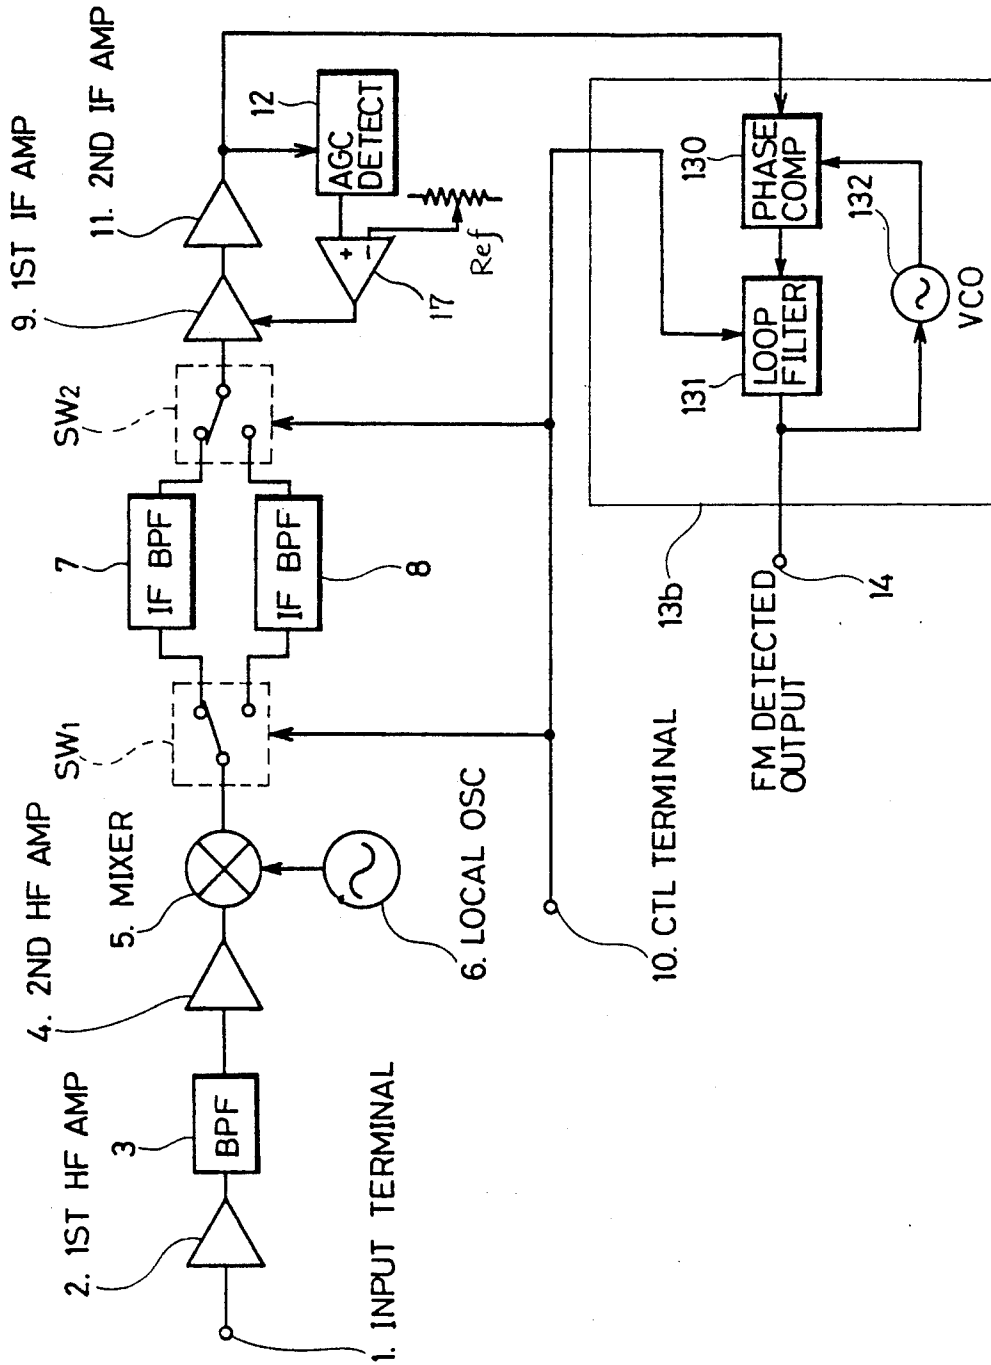 1. INPUT TERMINAL
2. 1ST HF AMP
3
BPF
4. 2ND HF AMP
5. MIXER
6. LOCAL OSC
SW1
7
IF BPF
IF BPF
8
SW2
9. 1ST IF AMP
11. 2ND IF AMP
12
AGC
DETECT
+
−
17
Ref
10. CTL TERMINAL
13b
130
PHASE
COMP
131
LOOP
FILTER
132
VCO
14
FM DETECTED
OUTPUT